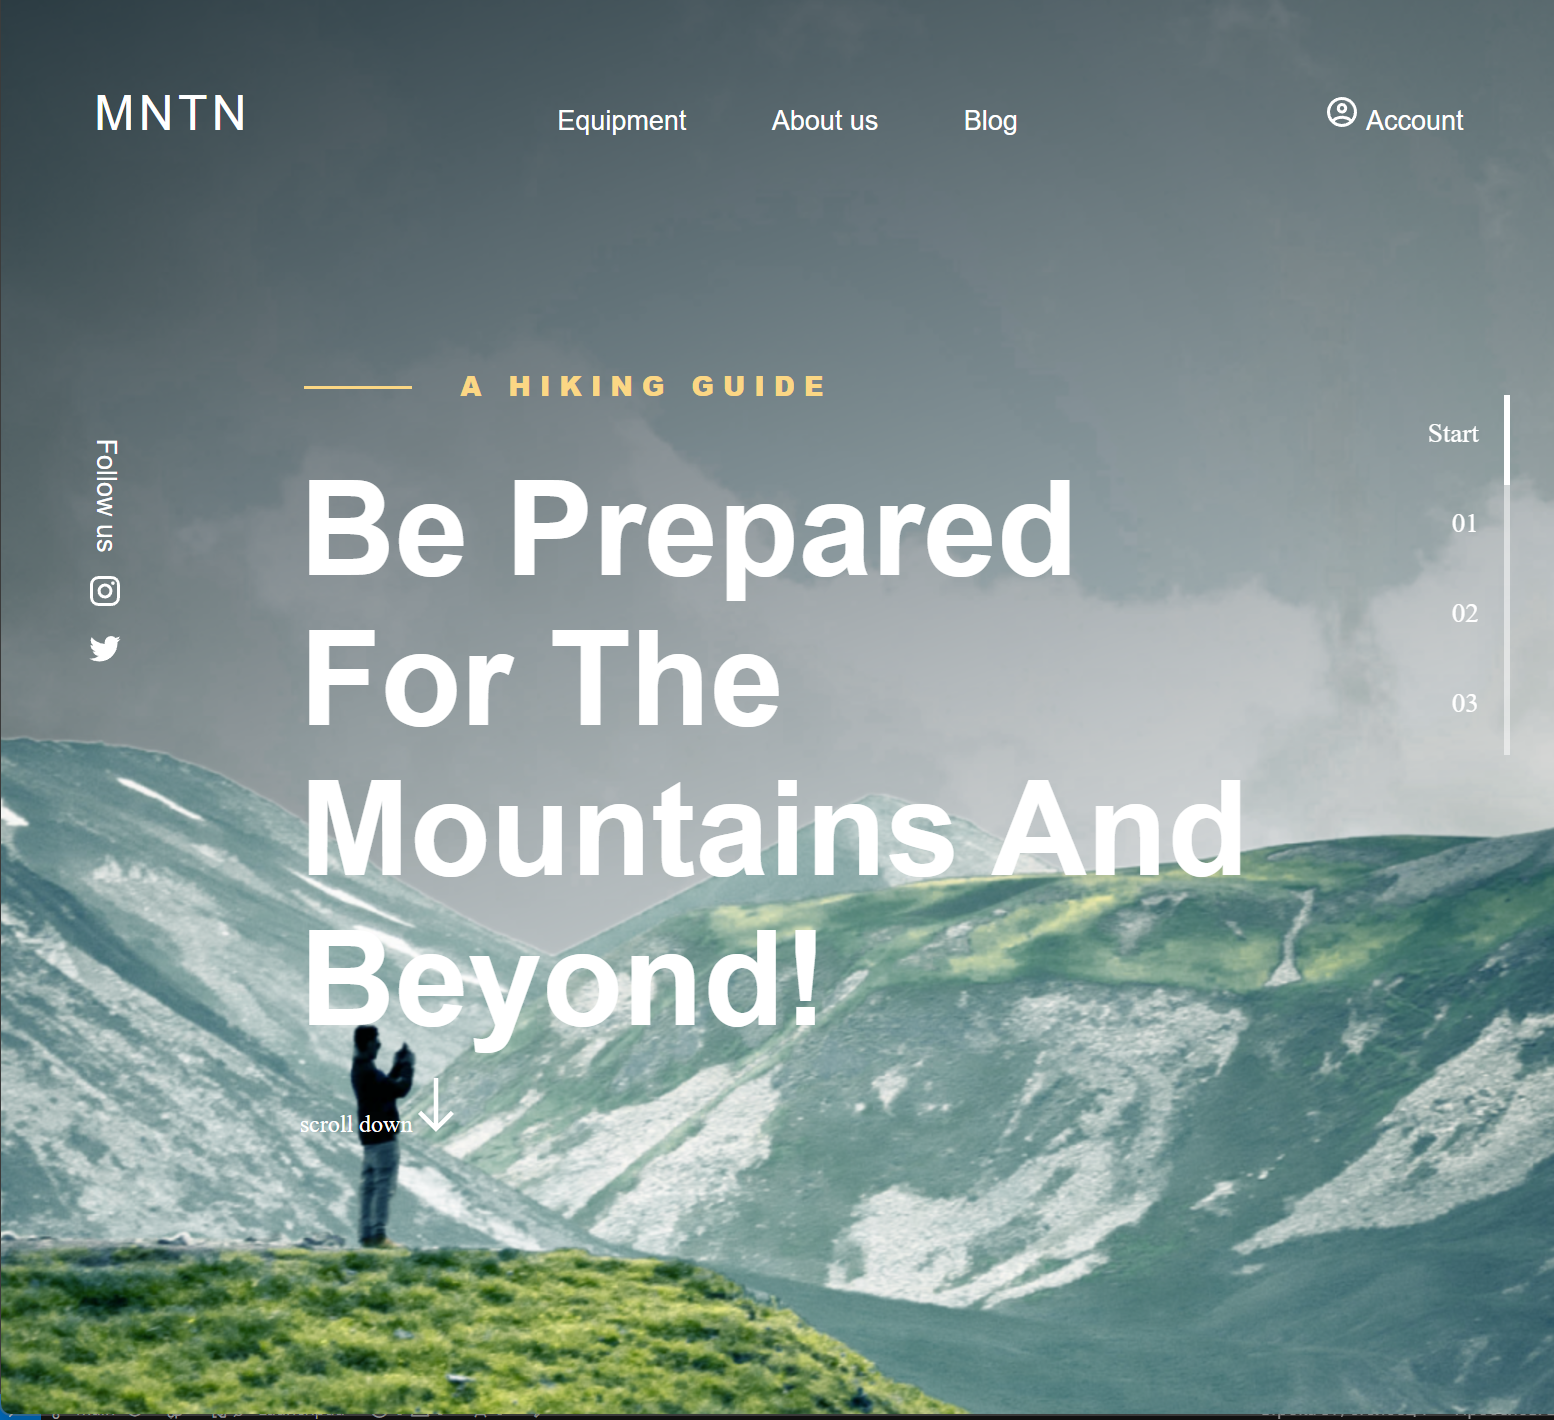 MNTN
Equipment
About us
Blog
Account
A HIKING GUIDE
Follow us
Be Prepared
For The
Mountains And
Beyond!
scroll down
Start
01
02
03